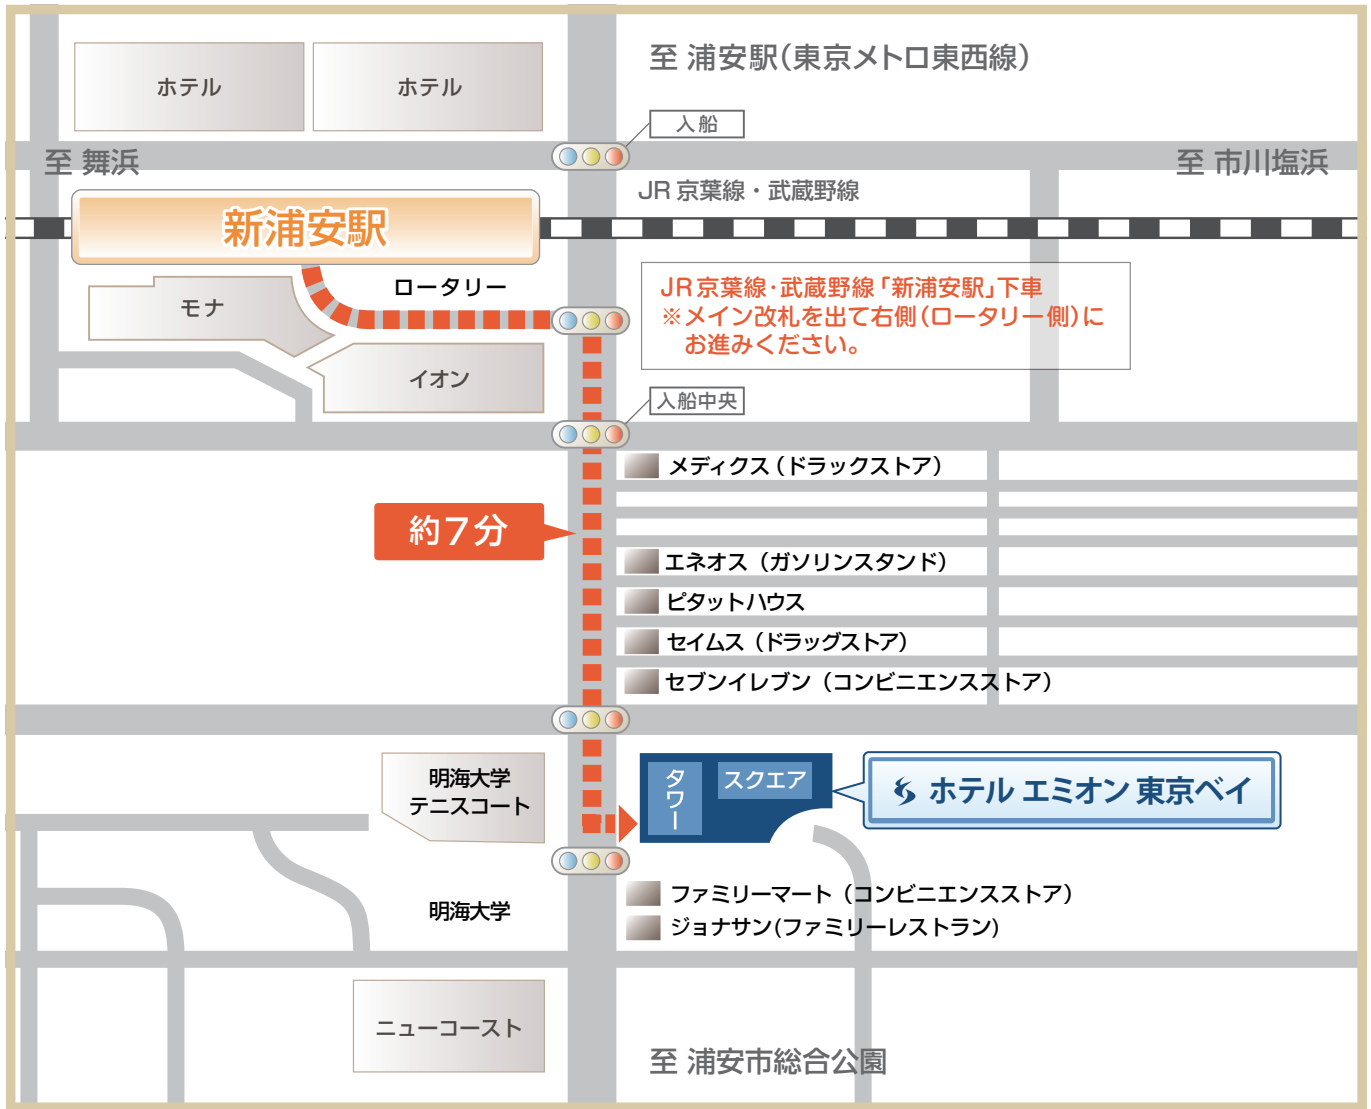 至 浦安駅(東京メトロ東西線)
ホテル
ホテル
入船
至 舞浜
至 市川塩浜
JR 京葉線・武蔵野線
新浦安駅
ロータリー
モナ
JR京葉線・武蔵野線「新浦安駅」下車
※メイン改札を出て右側(ロータリー側)に
お進みください。
イオン
入船中央
メディクス(ドラックストア)
約7分
エネオス(ガソリンスタンド)
ピタットハウス
セイムス(ドラッグストア)
セブンイレブン(コンビニエンスストア)
明海大学
テニスコート
タワー
スクエア
ホテル エミオン 東京ベイ
ファミリーマート(コンビニエンスストア)
明海大学
ジョナサン(ファミリーレストラン)
ニューコースト
至 浦安市総合公園